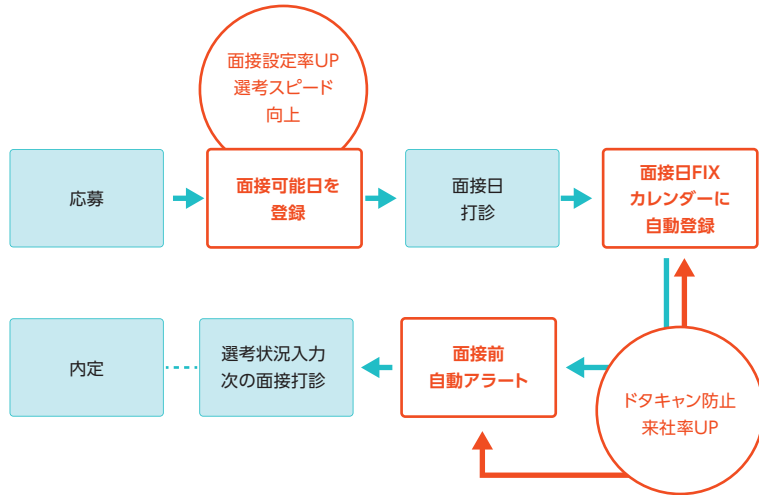 面接設定率UP
選考スピード
向上
応募
面接可能日を
登録
面接日
打診
面接日FIX
カレンダーに
自動登録
内定
選考状況入力
次の面接打診
面接前
自動アラート
ドタキャン防止
来社率UP